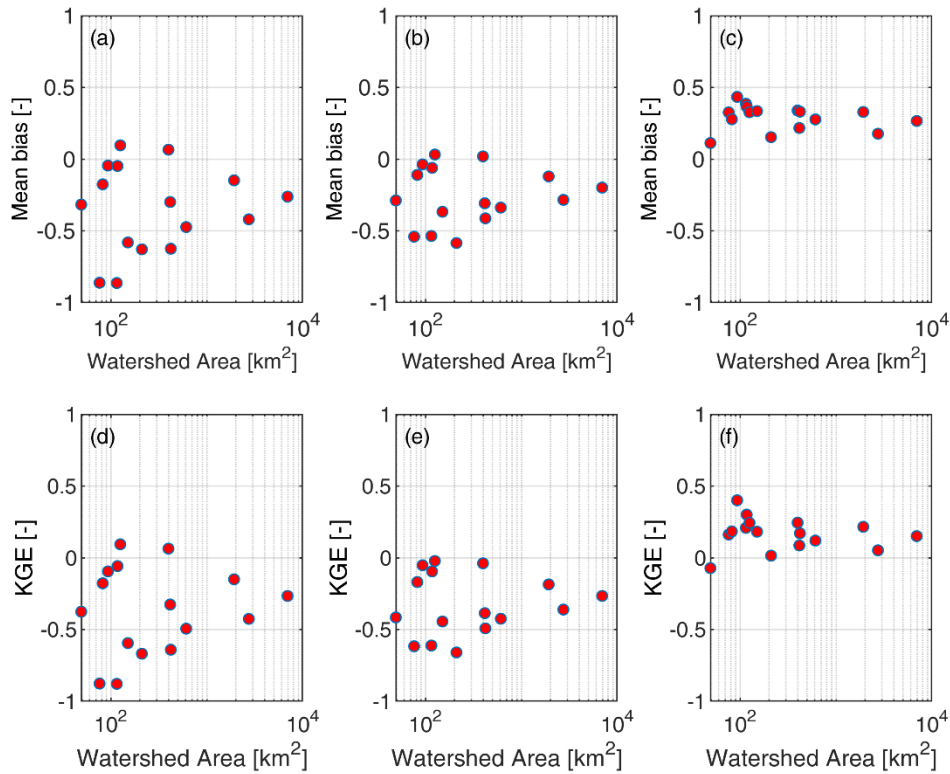 (a)
1
0.5
0
-0.5
-1
Mean bias [-]
10^2
10^4
Watershed Area [km^2]
(b)
1
0.5
0
-0.5
-1
Mean bias [-]
10^2
10^4
Watershed Area [km^2]
(c)
1
0.5
0
-0.5
-1
Mean bias [-]
10^2
10^4
Watershed Area [km^2]
(d)
1
0.5
0
-0.5
-1
KGE [-]
10^2
10^4
Watershed Area [km^2]
(e)
1
0.5
0
-0.5
-1
KGE [-]
10^2
10^4
Watershed Area [km^2]
(f)
1
0.5
0
-0.5
-1
KGE [-]
10^2
10^4
Watershed Area [km^2]